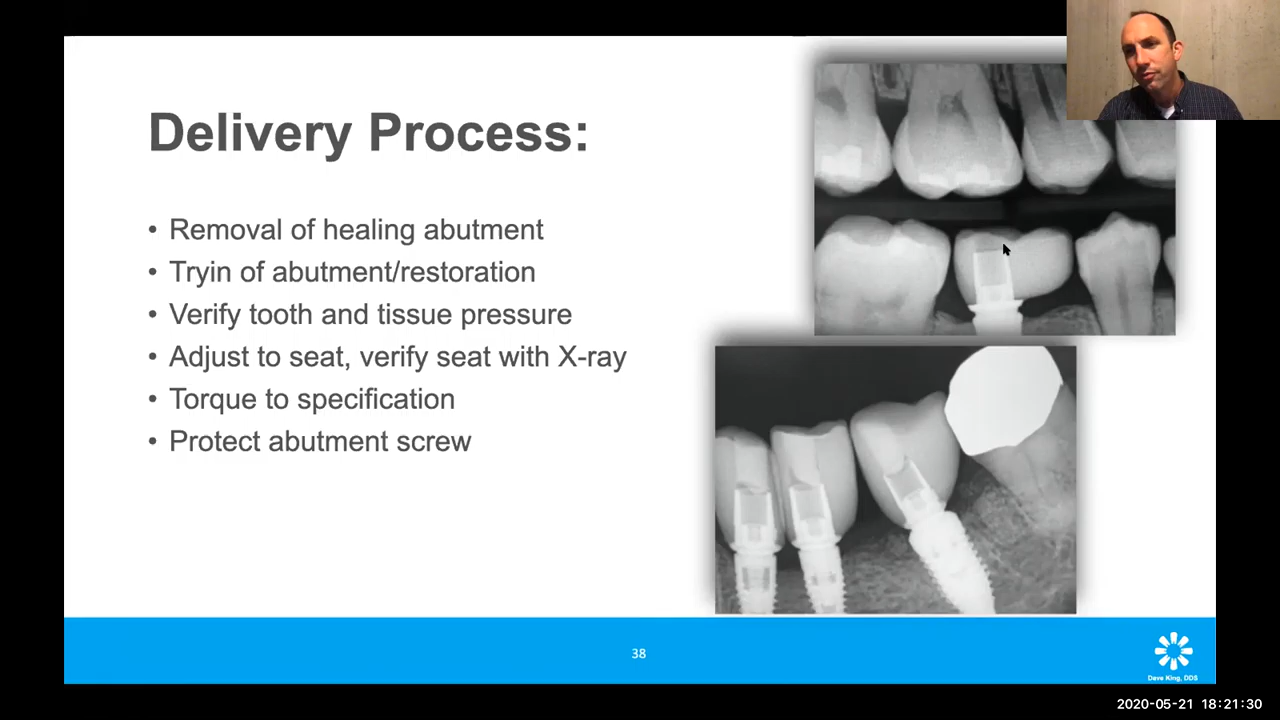 Delivery Process:
• Removal of healing abutment
• Tryin of abutment/restoration
• Verify tooth and tissue pressure
• Adjust to seat, verify seat with X-ray
• Torque to specification
• Protect abutment screw
38
Dave King, DDS
2020-05-21 18:21:30